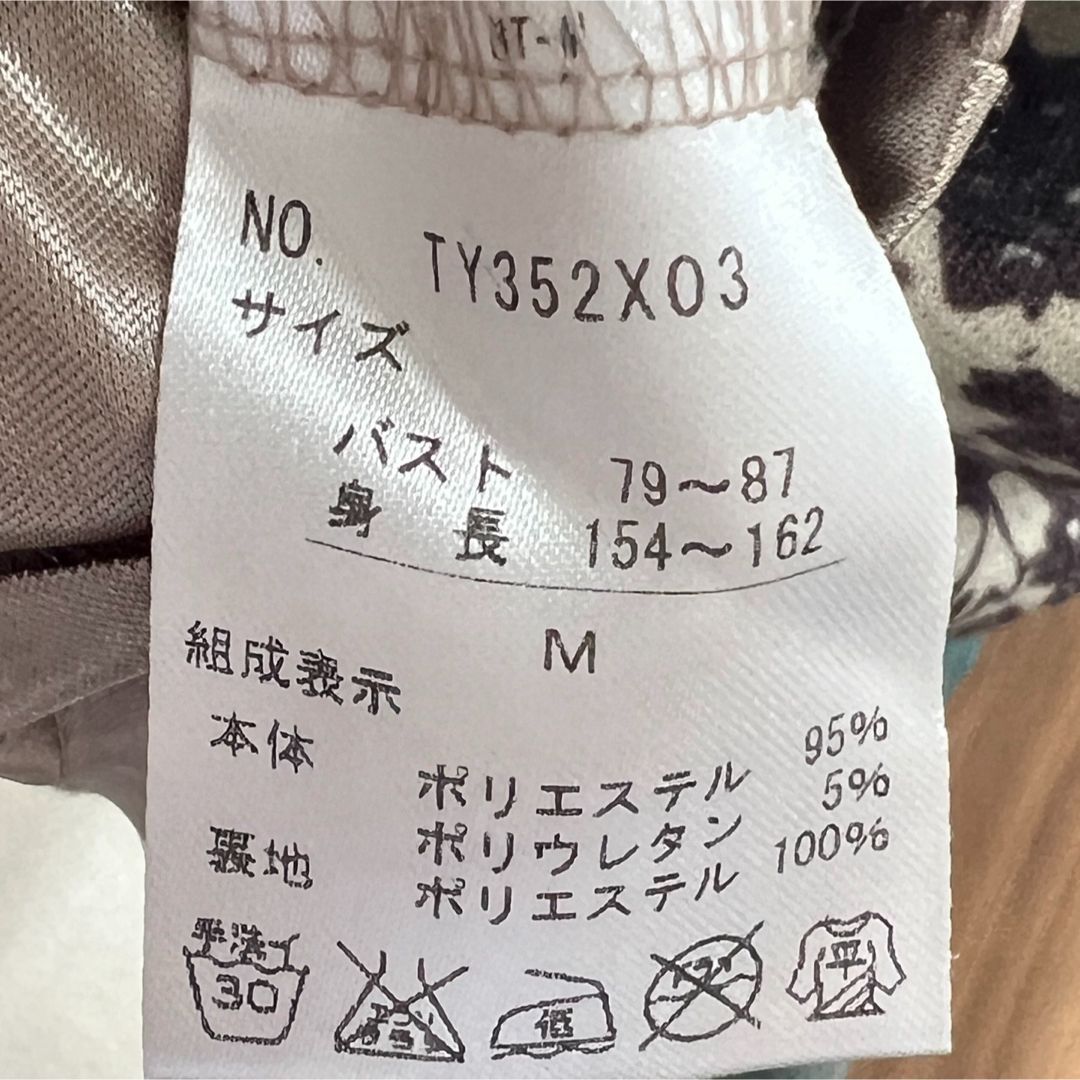 NO. TY352X03
サイズ
バスト 79～87
身長 154～162
M
組成表示
本体
ポリエステル 95%
ポリウレタン 5%
裏地 ポリエステル 100%
手洗イ
30
低
平